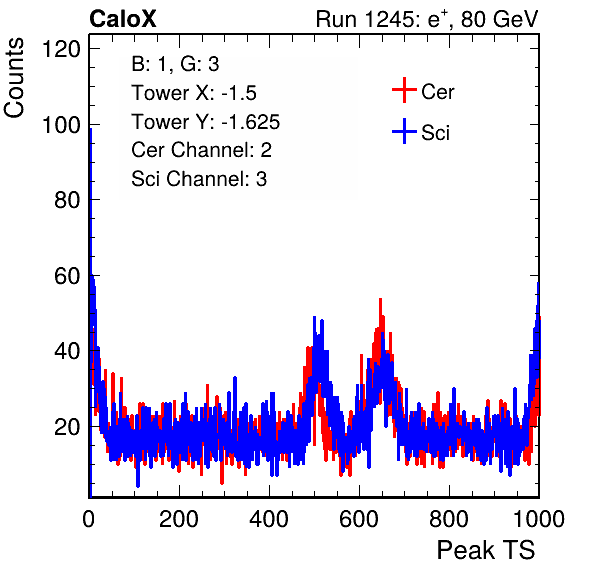 CaloX Run 1245: e⁺, 80 GeV
Counts
B: 1, G: 3
Tower X: -1.5
Tower Y: -1.625
Cer Channel: 2
Sci Channel: 3
Cer
Sci
120
100
80
60
40
20
0 200 400 600 800 1000
Peak TS